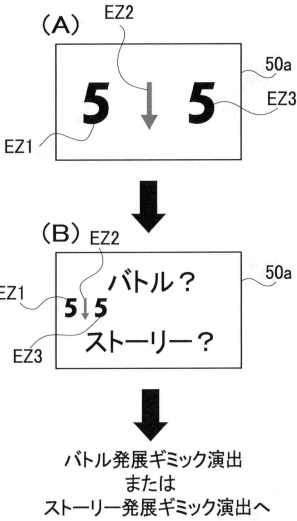 (A)
EZ2
50a
5 5
EZ3
EZ1
(B)
EZ2
50a
バトル?
EZ1
5 5
EZ3
ストーリー?
バトル発展ギミック演出
または
ストーリー発展ギミック演出へ